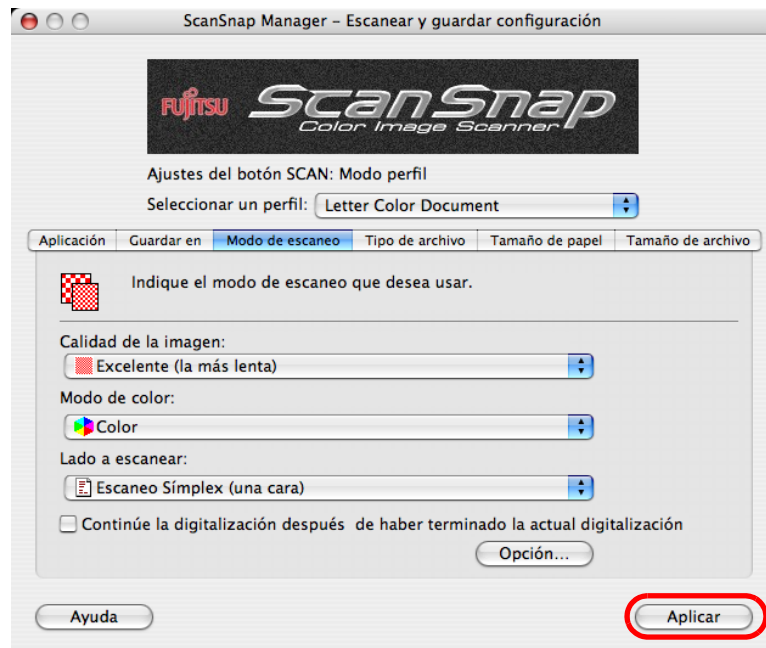 ScanSnap Manager – Escanear y guardar configuración
FUJITSU ScanSnap
Color Image Scanner
Ajustes del botón SCAN: Modo perfil
Seleccionar un perfil: Letter Color Document
Aplicación Guardar en Modo de escaneo Tipo de archivo Tamaño de papel Tamaño de archivo
Indique el modo de escaneo que desea usar.
Calidad de la imagen:
Excelente (la más lenta)
Modo de color:
Color
Lado a escanear:
Escaneo Símplex (una cara)
Continúe la digitalización después de haber terminado la actual digitalización
Opción...
Ayuda Aplicar